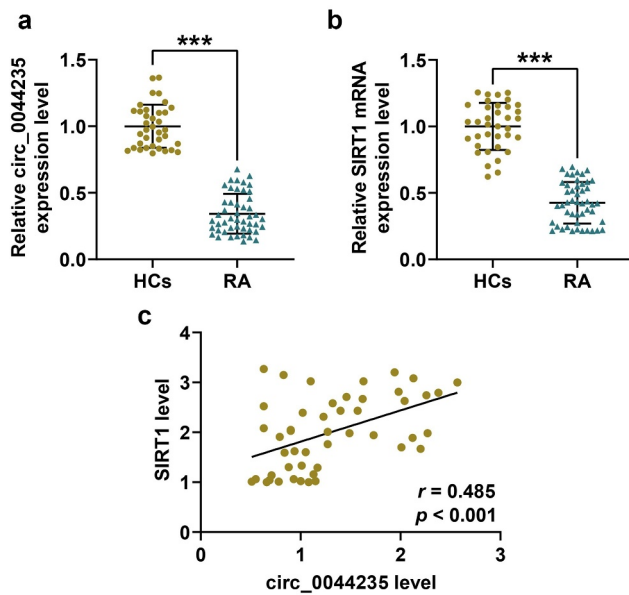 a
Relative circ_0044235
expression level
1.5
1.0
0.5
0.0
***
HCs
RA
b
Relative SIRT1 mRNA
expression level
1.5
1.0
0.5
0.0
***
HCs
RA
c
SIRT1 level
4
3
2
1
0
r = 0.485
p < 0.001
0
1
2
3
circ_0044235 level